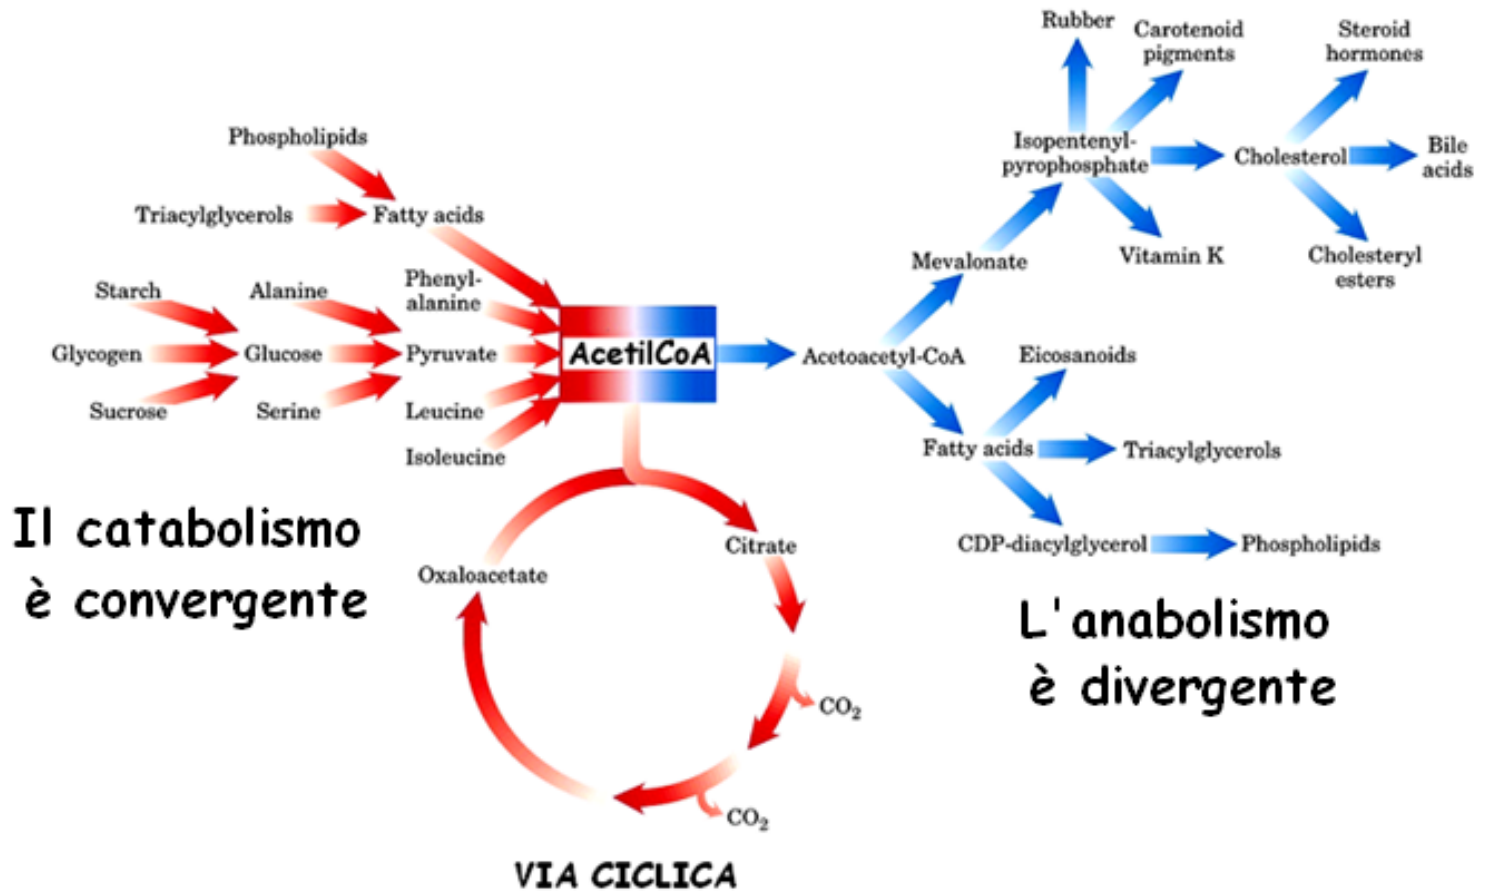 Rubber
Carotenoid
pigments
Steroid
hormones
Phospholipids
Isopentenyl-
pyrophosphate
Cholesterol
Bile
acids
Triacylglycerols
Fatty acids
Mevalonate
Vitamin K
Cholesteryl
esters
Starch
Alanine
Phenyl-
alanine
Glycogen
Glucose
Pyruvate
AcetilCoA
Acetoacetyl-CoA
Eicosanoids
Sucrose
Serine
Leucine
Isoleucine
Fatty acids
Triacylglycerols
Il catabolismo
è convergente
Citrate
Oxaloacetate
CDP-diacylglycerol
Phospholipids
L'anabolismo
è divergente
CO₂
CO₂
VIA CICLICA